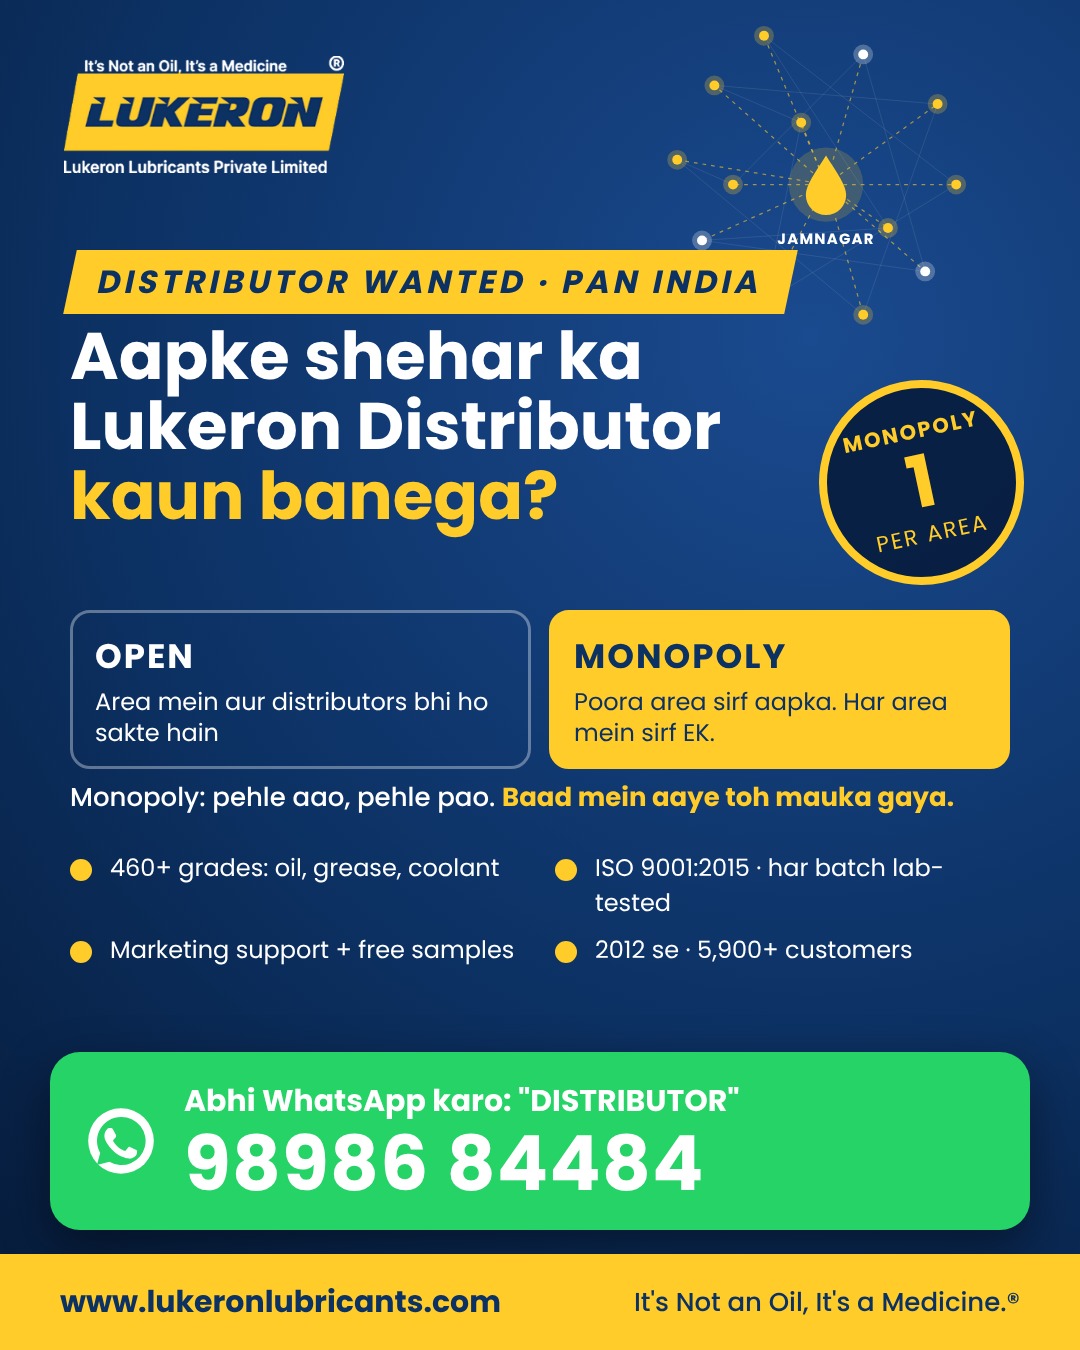 It's Not an Oil, It's a Medicine ®
LUKERON
Lukeron Lubricants Private Limited
JAMNAGAR
DISTRIBUTOR WANTED · PAN INDIA
Aapke shehar ka
Lukeron Distributor
kaun banega?
MONOPOLY
1
PER AREA
OPEN
Area mein aur distributors bhi ho
sakte hain
MONOPOLY
Poora area sirf aapka. Har area
mein sirf EK.
Monopoly: pehle aao, pehle pao. Baad mein aaye toh mauka gaya.
460+ grades: oil, grease, coolant
ISO 9001:2015 · har batch lab-
tested
Marketing support + free samples
2012 se · 5,900+ customers
Abhi WhatsApp karo: "DISTRIBUTOR"
98986 84484
www.lukeronlubricants.com
It's Not an Oil, It's a Medicine.®